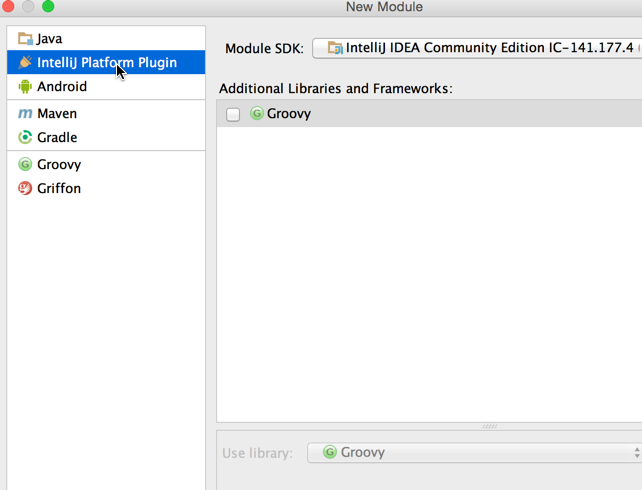 New Module
Java
IntelliJ Platform Plugin
Android
Maven
Gradle
Groovy
Griffon
Module SDK: IntelliJ IDEA Community Edition IC-141.177.4
Additional Libraries and Frameworks:
Groovy
Use library: Groovy